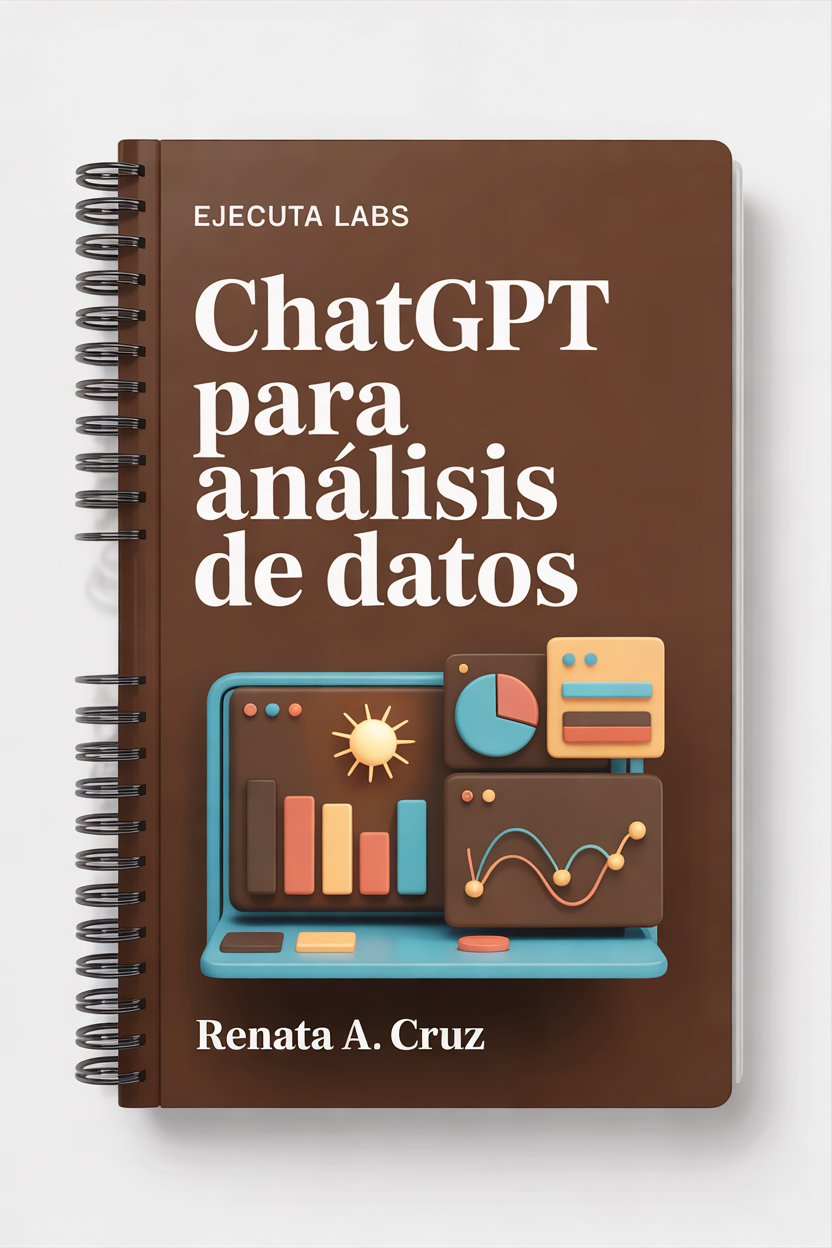 EJECUTA LABS
ChatGPT
para
análisis
de datos
Renata A. Cruz